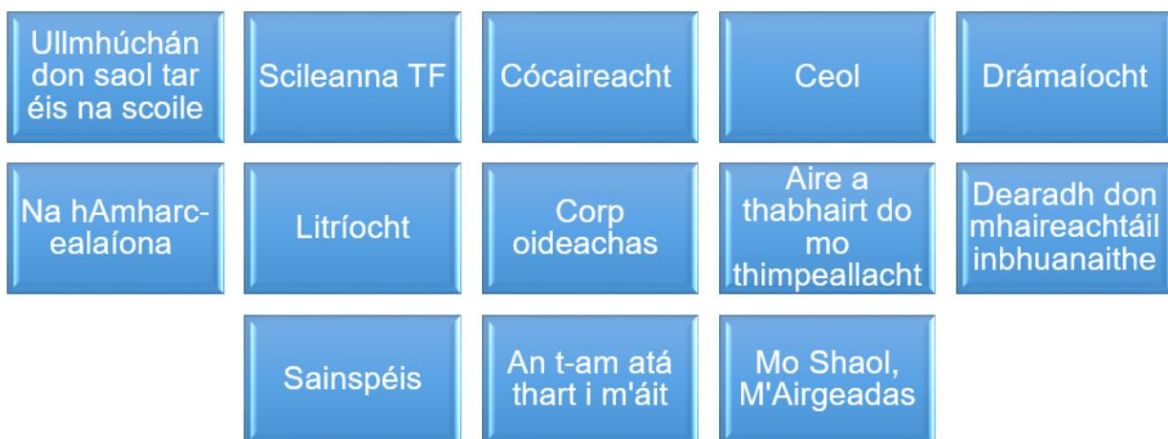 Ullmhúchán
don saol tar
éis na scoile
Scileanna TF
Cócaireacht
Ceol
Drámaíocht
Na hAmharc-
ealaíona
Litríocht
Corp
oideachas
Aire a
thabhairt do
mo
thimpeallacht
Dearadh don
mhaireachtáil
inbhuanaithe
Sainspéis
An t-am atá
thart i m'áit
Mo Shaol,
M'Airgeadas